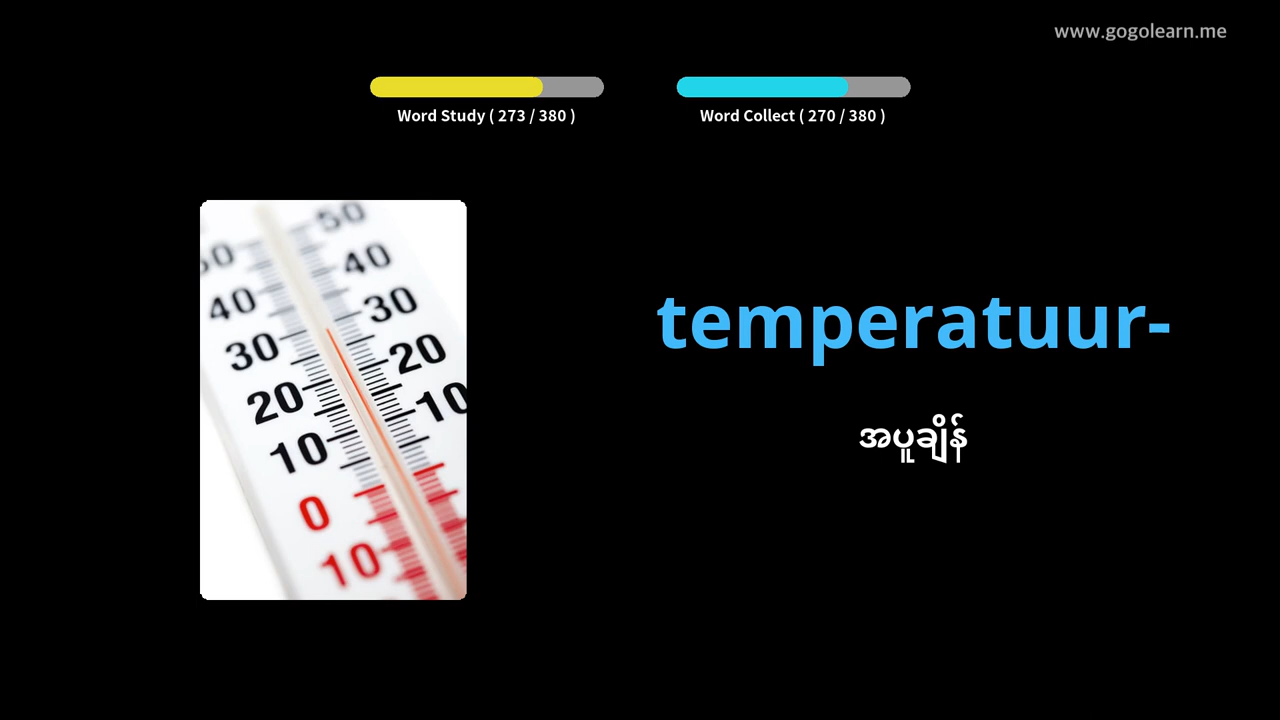 www.gogolearn.me
Word Study ( 273 / 380 )
Word Collect ( 270 / 380 )
temperatuur-
အပူချိန်
50
40
40
30
30
20
20
10
10
0
10